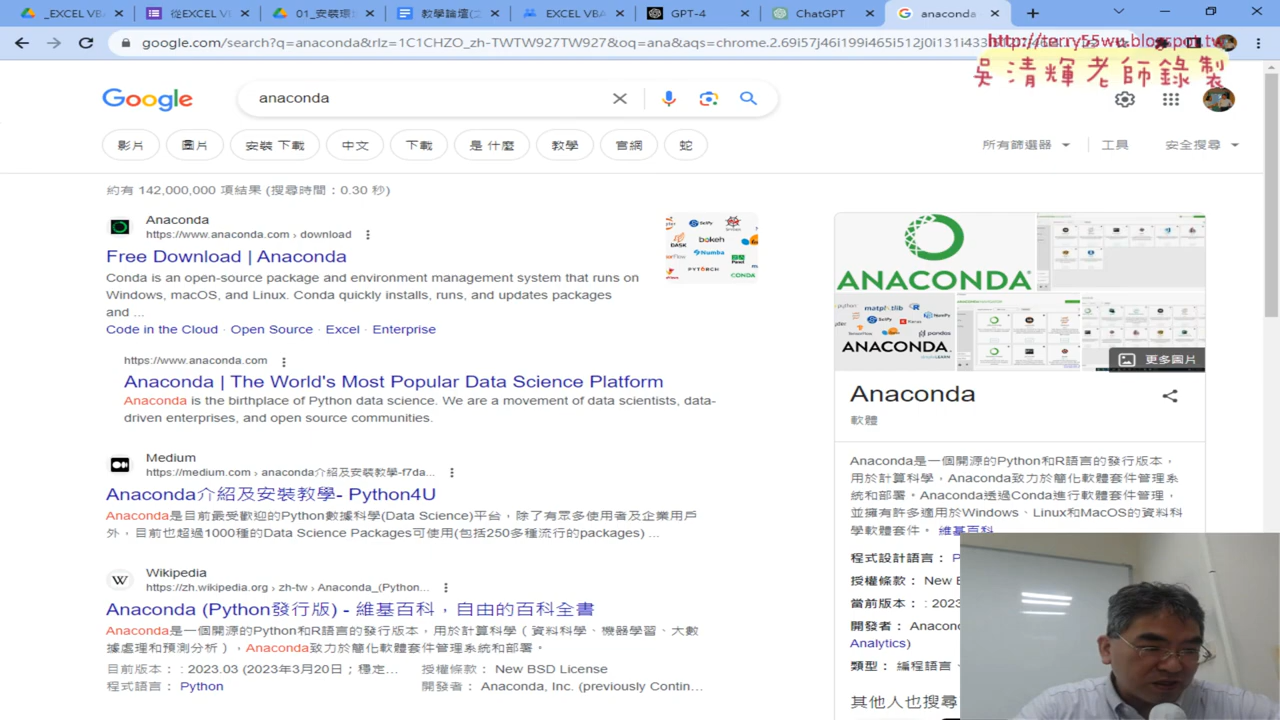 _EXCEL VE
從EXCEL V
01_安裝環
教學論壇(
EXCEL VBA
GPT-4
ChatGPT
anaconda
google.com/search?q=anaconda&rlz=1C1CHZO_zh-TWTW927TW927&oq=ana&aqs=chrome.2.69i57j46i199i465i512j0i131i433
http://terry55wu.blogspot.tw
吳清輝老師錄製
Google
anaconda
影片
圖片
安裝 下載
中文
下載
是 什麼
教學
官網
蛇
所有篩選器
工具
安全搜尋
約有 142,000,000 項結果 (搜尋時間：0.30 秒)
Anaconda
https://www.anaconda.com › download
Free Download | Anaconda
Conda is an open-source package and environment management system that runs on
Windows, macOS, and Linux. Conda quickly installs, runs, and updates packages
and ...
Code in the Cloud · Open Source · Excel · Enterprise
https://www.anaconda.com
Anaconda | The World's Most Popular Data Science Platform
Anaconda is the birthplace of Python data science. We are a movement of data scientists, data-
driven enterprises, and open source communities.
Medium
https://medium.com › anaconda介紹及安裝教學-f7da...
Anaconda介紹及安裝教學- Python4U
Anaconda是目前最受歡迎的Python數據科學(Data Science)平台，除了有眾多使用者及企業用戶
外，目前也超過1000種的Data Science Packages可使用(包括250多種流行的packages) ...
Wikipedia
https://zh.wikipedia.org › zh-tw › Anaconda_(Python...
Anaconda (Python發行版) - 維基百科，自由的百科全書
Anaconda是一個開源的Python和R語言的發行版本，用於計算科學（資料科學、機器學習、大數
據處理和預測分析），Anaconda致力於簡化軟體套件管理系統和部署。
目前版本：: 2023.03 (2023年3月20日；穩定...
授權條款： New BSD License
程式語言： Python
開發者： Anaconda, Inc. (previously Contin...
SciPy
DASK
bokeh
Numba
PYTORCH
CONDA
ANACONDA
matplotlib
SciPy
Keras
pandas
ANACONDA
更多圖片
Anaconda
軟體
Anaconda是一個開源的Python和R語言的發行版本，
用於計算科學，Anaconda致力於簡化軟體套件管理系
統和部署。Anaconda透過Conda進行軟體套件管理，
並擁有許多適用於Windows、Linux和MacOS的資料科
學軟體套件。 維基百科
程式設計語言： P
授權條款： New B
當前版本：: 2023
開發者： Anacon
Analytics)
類型： 編程語言、
其他人也搜尋